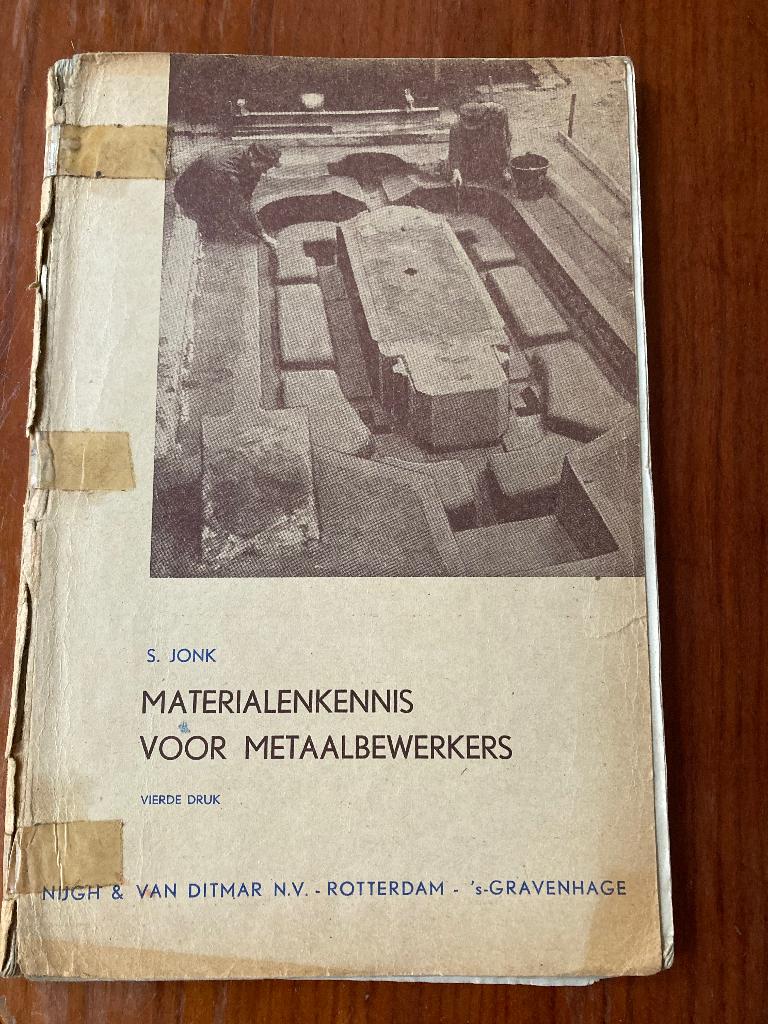 S. JONK
MATERIALENKENNIS
VOOR METAALBEWERKERS
VIERDE DRUK
NIJGH & VAN DITMAR N.V. - ROTTERDAM - 's-GRAVENHAGE